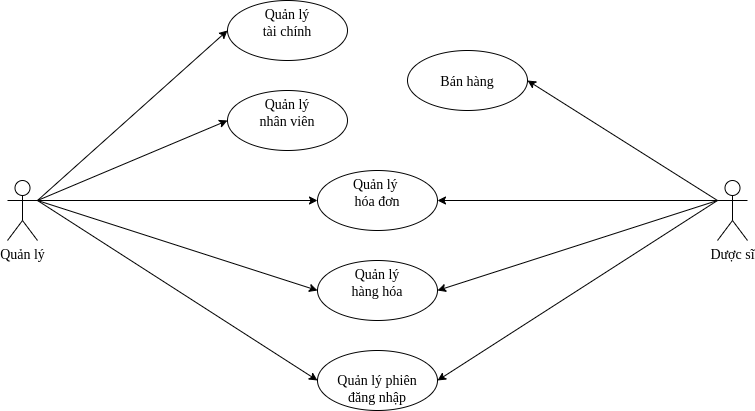 Quản lý
tài chính
Bán hàng
Quản lý
nhân viên
Quản lý
hóa đơn
Quản lý
Dược sĩ
Quản lý
hàng hóa
Quản lý phiên
đăng nhập